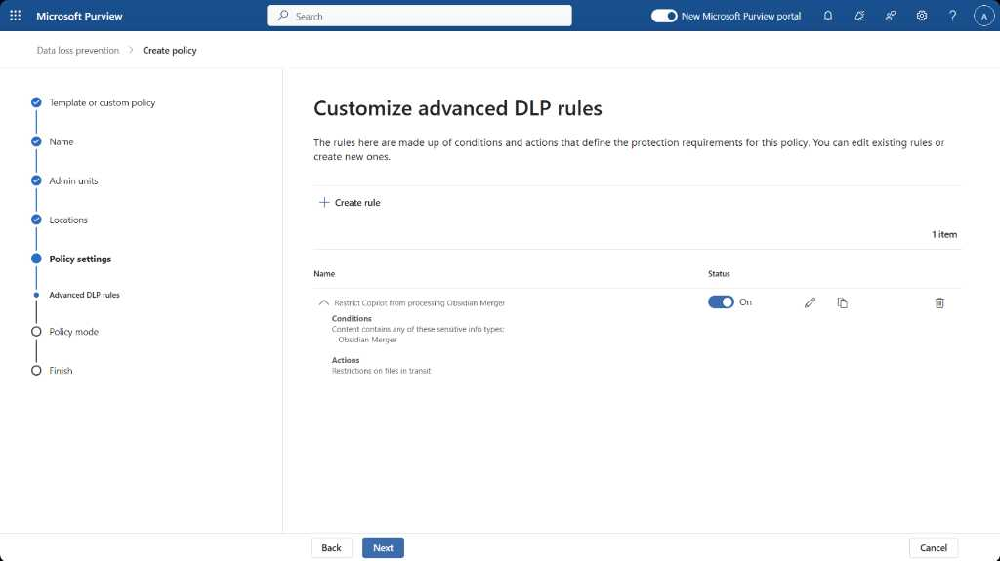 Microsoft Purview
Search
New Microsoft Purview portal
?
A
Data loss prevention > Create policy
Template or custom policy
Name
Admin units
Locations
Policy settings
Advanced DLP rules
Policy mode
Finish
Customize advanced DLP rules
The rules here are made up of conditions and actions that define the protection requirements for this policy. You can edit existing rules or
create new ones.
+ Create rule
1 item
Name Status
Restrict Copilot from processing Obsidian Merger On
Conditions
Content contains any of these sensitive info types:
Obsidian Merger
Actions
Restrictions on files in transit
Back Next Cancel